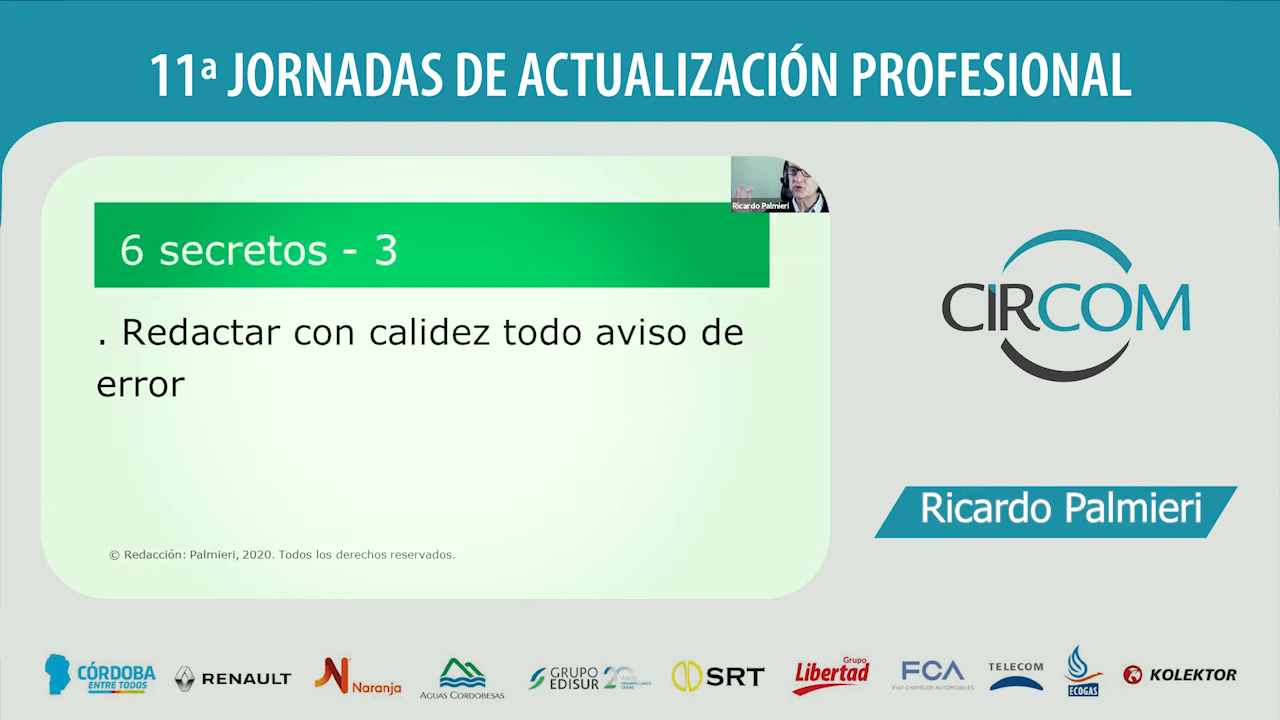 11ª JORNADAS DE ACTUALIZACIÓN PROFESIONAL
Ricardo Palmieri
6 secretos - 3
. Redactar con calidez todo aviso de
error
© Redacción: Palmieri, 2020. Todos los derechos reservados.
CIRCOM
Ricardo Palmieri
CÓRDOBA
ENTRE TODOS
RENAULT
Naranja
AGUAS CORDOBESAS
GRUPO
EDISUR
SRT
Grupo
Libertad
FCA
FIAT CHRYSLER AUTOMOBILES
TELECOM
ECOGAS
KOLEKTOR